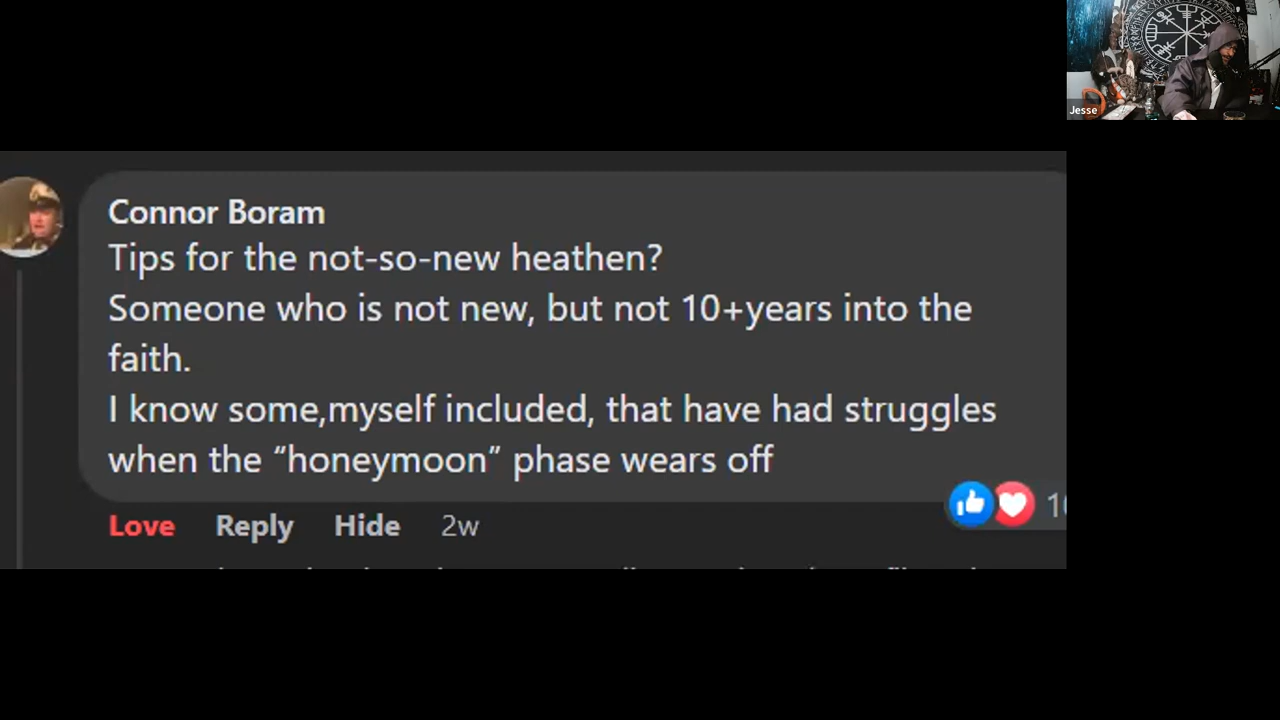 Jesse
Connor Boram
Tips for the not-so-new heathen?
Someone who is not new, but not 10+years into the
faith.
I know some,myself included, that have had struggles
when the “honeymoon” phase wears off
Love Reply Hide 2w